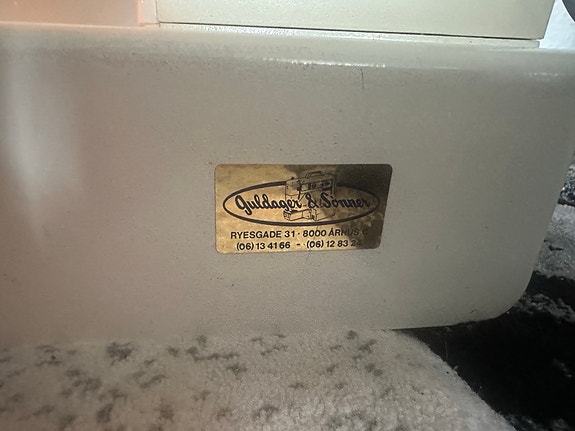 Guldager & Sønner
RYESGADE 31 - 8000 ÅRHUS C
(06) 13 41 66 - (06) 12 83 24